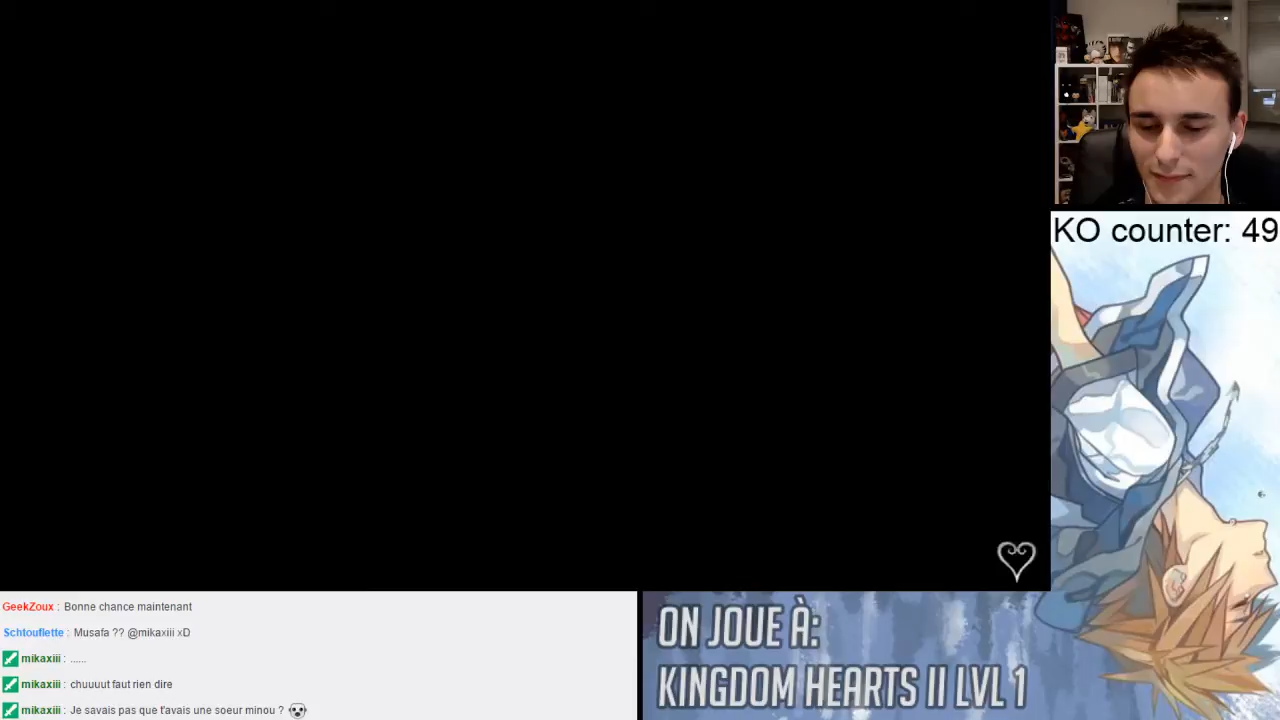 KO counter: 49
GeekZoux : Bonne chance maintenant
Schtouflette : Musafa ?? @mikaxiii xD
mikaxiii : ......
mikaxiii : chuuuut faut rien dire
mikaxiii : Je savais pas que t'avais une soeur minou ?
ON JOUE À:
KINGDOM HEARTS II LVL 1